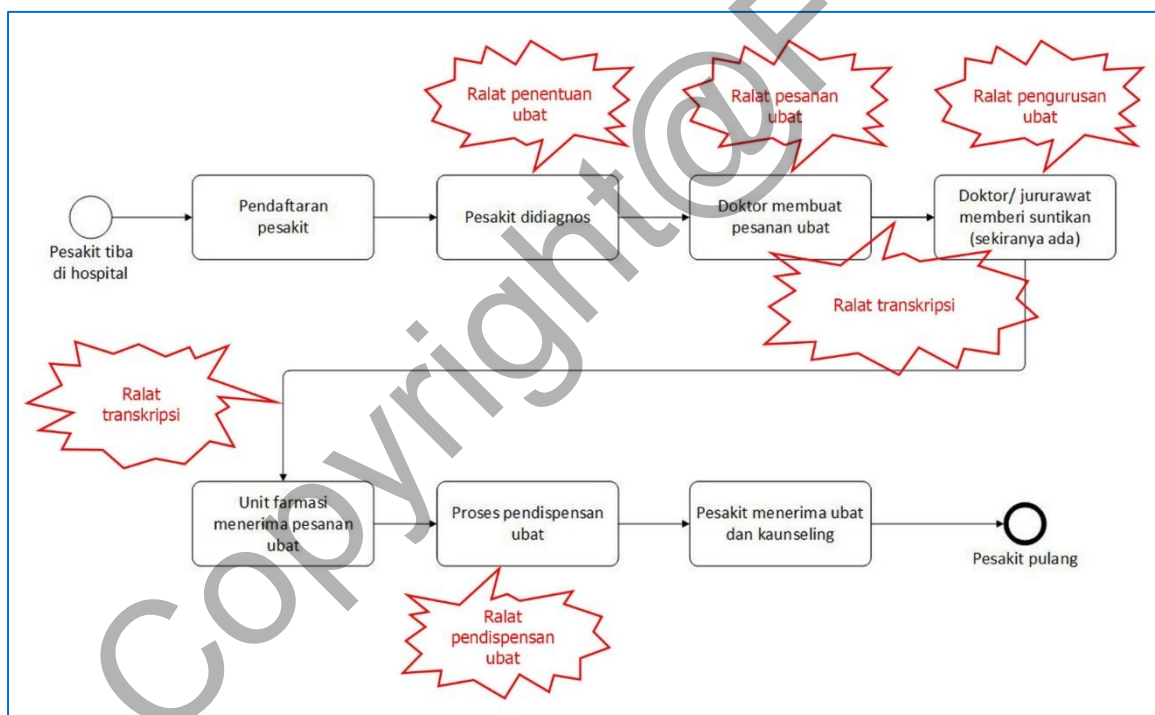 Ralat penentuan
ubat
Ralat pesanan
ubat
Ralat pengurusan
ubat
Pesakit tiba
di hospital
Pendaftaran
pesakit
Pesakit didiagnos
Doktor membuat
pesanan ubat
Doktor/ jururawat
memberi suntikan
(sekiranya ada)
Ralat transkripsi
Ralat
transkripsi
Unit farmasi
menerima pesanan
ubat
Proses pendispensan
ubat
Pesakit menerima ubat
dan kaunseling
Pesakit pulang
Ralat
pendispensan
ubat
Copyright@F